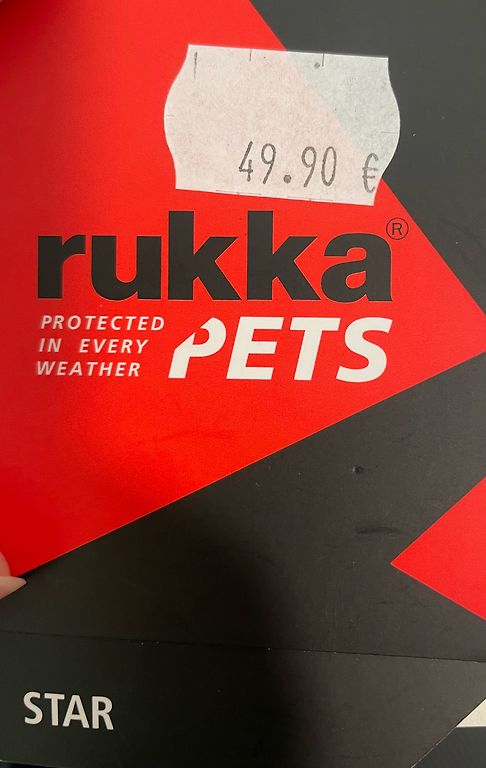 49.90 €
rukka®
PROTECTED
IN EVERY
WEATHER
PETS
STAR